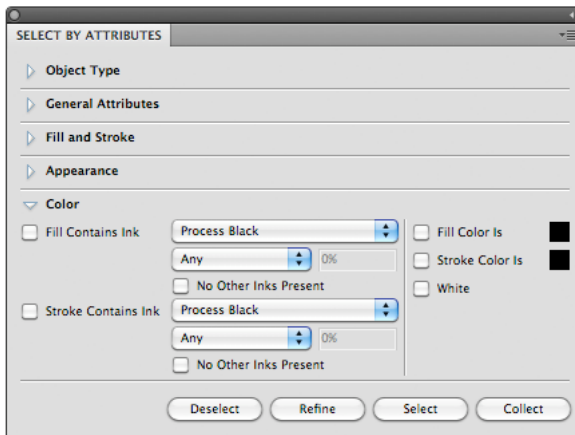 SELECT BY ATTRIBUTES
Object Type
General Attributes
Fill and Stroke
Appearance
Color
Fill Contains Ink Process Black Fill Color Is
Any 0% Stroke Color Is
No Other Inks Present White
Stroke Contains Ink Process Black
Any 0%
No Other Inks Present
Deselect Refine Select Collect